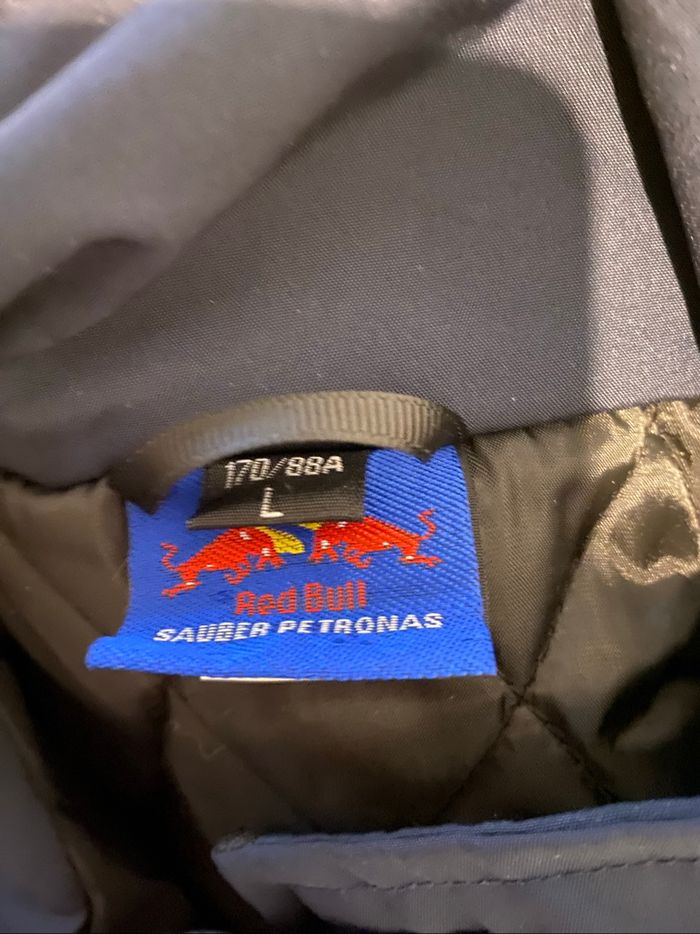 170/88A
L
Red Bull
SAUBER PETRONAS